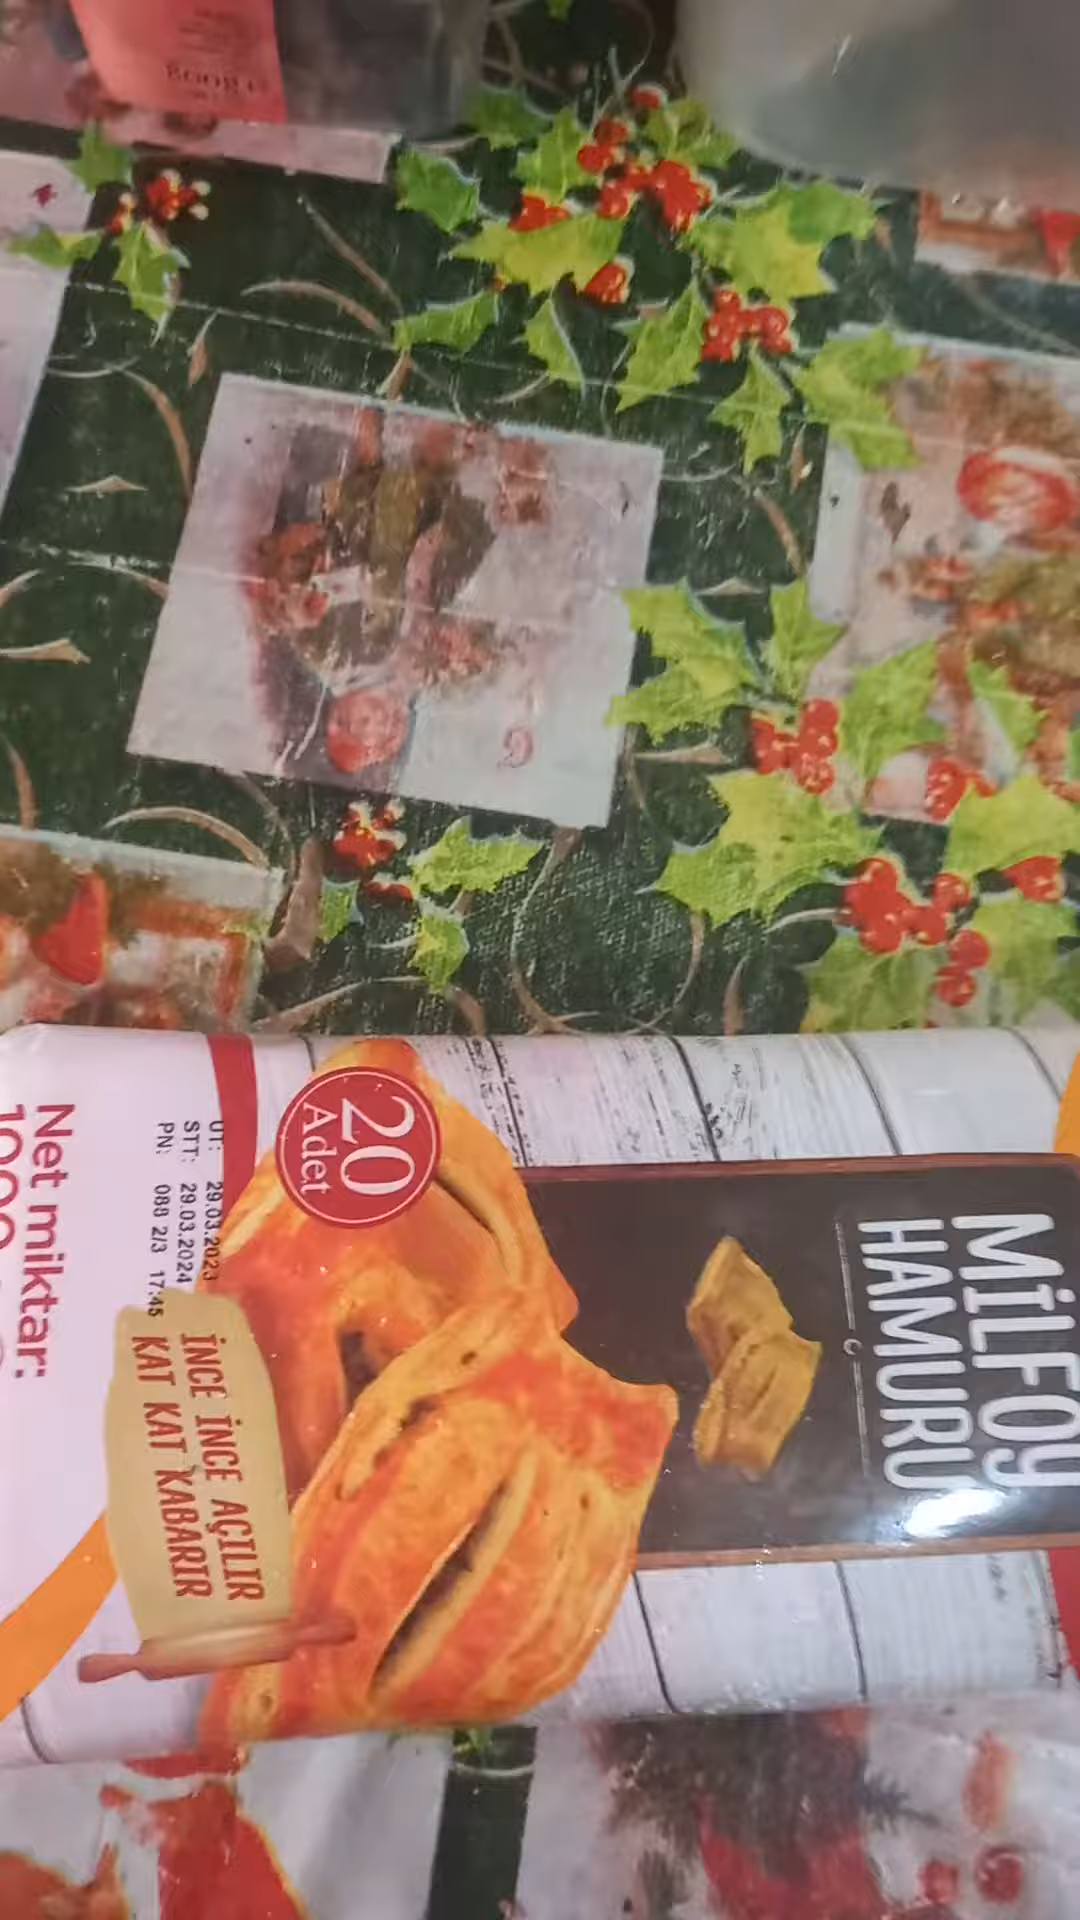 MİLFÖY
HAMURU
20
Adet
ÜT: 29.03.2023
STT: 29.03.2024
PN: 088 2/3 17:45
İNCE İNCE AÇILIR
KAT KAT KABARIR
Net miktar: